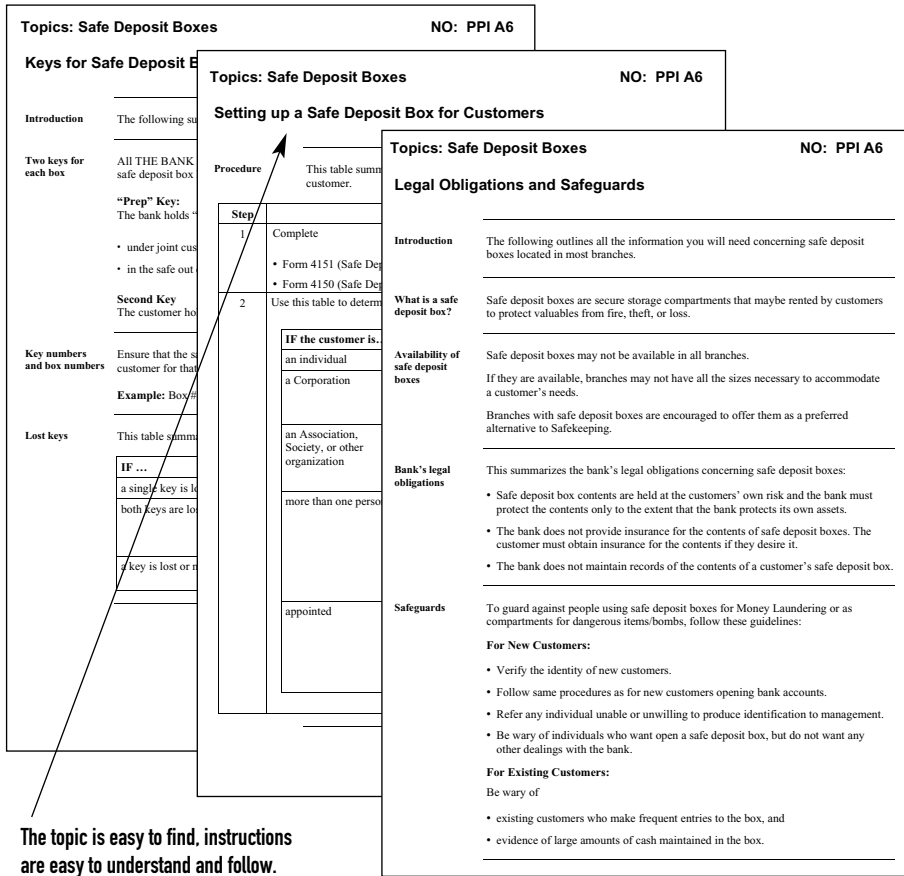 Topics: Safe Deposit Boxes NO: PPI A6
Keys for Safe Deposit B
Introduction The following su
Two keys for
each box
All THE BANK
safe deposit box
“Prep” Key:
The bank holds “
• under joint cus
• in the safe out
Second Key
The customer ho
Key numbers
and box numbers
Ensure that the sa
customer for that
Example: Box #
Lost keys This table summa
IF …
a single key is lo
both keys are los
a key is lost or n
Topics: Safe Deposit Boxes NO: PPI A6
Setting up a Safe Deposit Box for Customers
Procedure This table summ
customer.
Step
1 Complete
• Form 4151 (Safe Dep
• Form 4150 (Safe Dep
2 Use this table to determ
IF the customer is..
an individual
a Corporation
an Association,
Society, or other
organization
more than one perso
appointed
Topics: Safe Deposit Boxes NO: PPI A6
Legal Obligations and Safeguards
Introduction The following outlines all the information you will need concerning safe deposit
boxes located in most branches.
What is a safe
deposit box?
Safe deposit boxes are secure storage compartments that maybe rented by customers
to protect valuables from fire, theft, or loss.
Availability of
safe deposit
boxes
Safe deposit boxes may not be available in all branches.
If they are available, branches may not have all the sizes necessary to accommodate
a customer’s needs.
Branches with safe deposit boxes are encouraged to offer them as a preferred
alternative to Safekeeping.
Bank’s legal
obligations
This summarizes the bank’s legal obligations concerning safe deposit boxes:
• Safe deposit box contents are held at the customers’ own risk and the bank must
protect the contents only to the extent that the bank protects its own assets.
• The bank does not provide insurance for the contents of safe deposit boxes. The
customer must obtain insurance for the contents if they desire it.
• The bank does not maintain records of the contents of a customer’s safe deposit box.
Safeguards To guard against people using safe deposit boxes for Money Laundering or as
compartments for dangerous items/bombs, follow these guidelines:
For New Customers:
• Verify the identity of new customers.
• Follow same procedures as for new customers opening bank accounts.
• Refer any individual unable or unwilling to produce identification to management.
• Be wary of individuals who want open a safe deposit box, but do not want any
other dealings with the bank.
For Existing Customers:
Be wary of
• existing customers who make frequent entries to the box, and
• evidence of large amounts of cash maintained in the box.
The topic is easy to find, instructions
are easy to understand and follow.